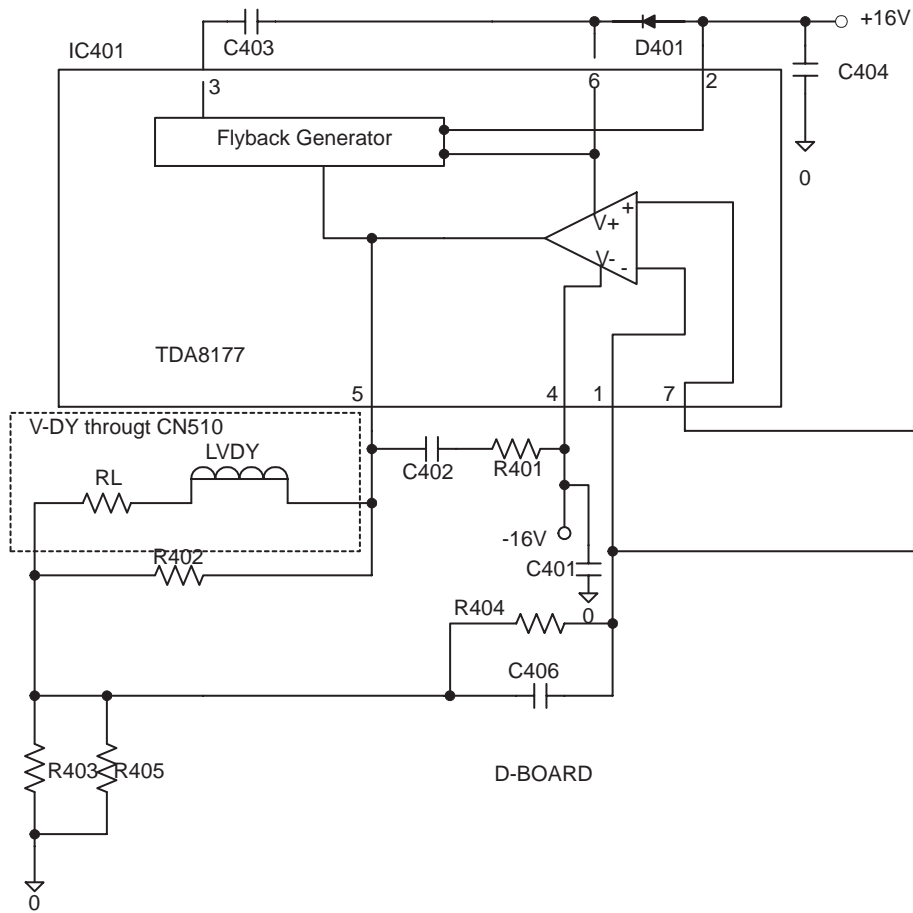 +16V
C403
D401
IC401
C404
3
6
2
Flyback Generator
0
+
V+
V-
-
TDA8177
5
4
1
7
V-DY througt CN510
LVDY
C402
R401
RL
-16V
R402
C401
R404
0
C406
R403
R405
D-BOARD
0